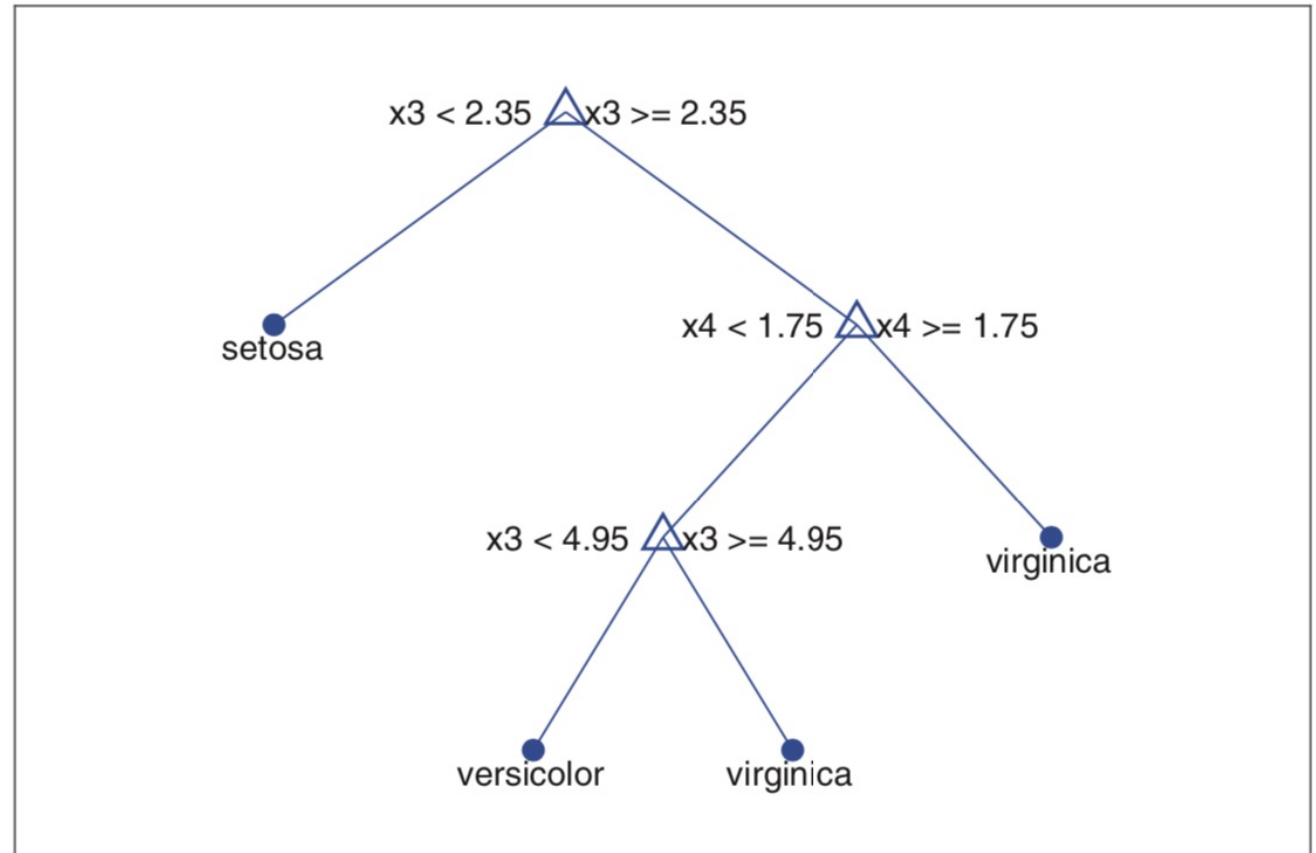 x3 < 2.35 x3 >= 2.35
setosa
x4 < 1.75 x4 >= 1.75
x3 < 4.95 x3 >= 4.95
virginica
versicolor
virginica